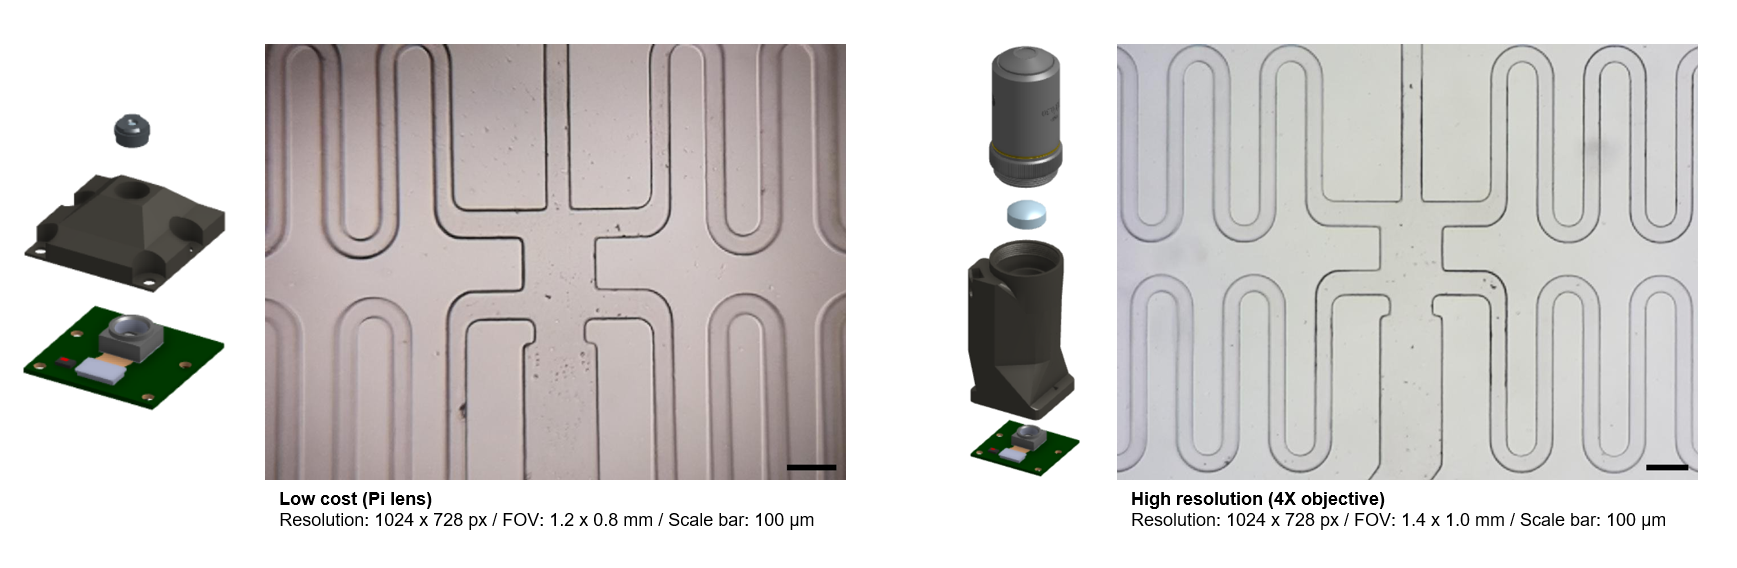 Low cost (Pi lens)
Resolution: 1024 x 728 px / FOV: 1.2 x 0.8 mm / Scale bar: 100 µm
High resolution (4X objective)
Resolution: 1024 x 728 px / FOV: 1.4 x 1.0 mm / Scale bar: 100 µm